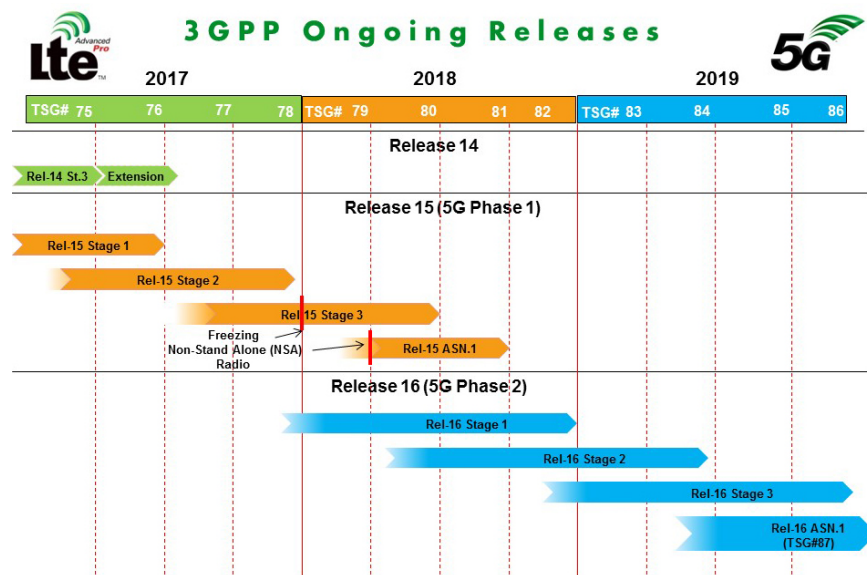 3GPP Ongoing Releases
LTe Advanced Pro TM
5G
2017 2018 2019
TSG# 75 76 77 78 TSG# 79 80 81 82 TSG# 83 84 85 86
Release 14
Rel-14 St.3 Extension
Release 15 (5G Phase 1)
Rel-15 Stage 1
Rel-15 Stage 2
Rel-15 Stage 3
Freezing
Non-Stand Alone (NSA)
Radio
Rel-15 ASN.1
Release 16 (5G Phase 2)
Rel-16 Stage 1
Rel-16 Stage 2
Rel-16 Stage 3
Rel-16 ASN.1
(TSG#87)